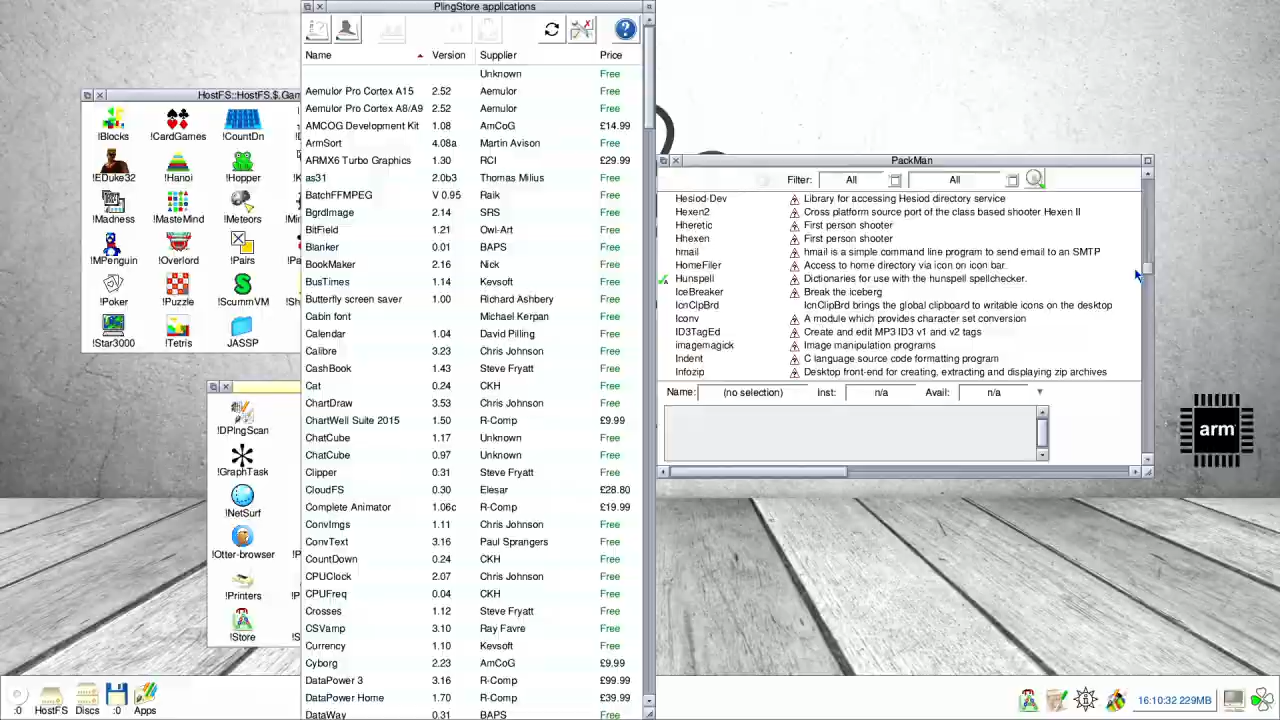 PlingStore applications
Name Version Supplier Price
Unknown Free
Aemulor Pro Cortex A15 2.52 Aemulor Free
Aemulor Pro Cortex A8/A9 2.52 Aemulor Free
AMCOG Development Kit 1.08 AmCoG £14.99
ArmSort 4.08a Martin Avison Free
ARMX6 Turbo Graphics 1.30 RCI £29.99
as31 2.0b3 Thomas Milius Free
BatchFFMPEG V 0.95 Raik Free
BgrdImage 2.14 SRS Free
BitField 1.21 Owl-Art Free
Blanker 0.01 BAPS Free
BookMaker 2.16 Nick Free
BusTimes 1.14 Kevsoft Free
Butterfly screen saver 1.00 Richard Ashbery Free
Cabin font Michael Kerpan Free
Calendar 1.04 David Pilling Free
Calibre 3.23 Chris Johnson Free
CashBook 1.43 Steve Fryatt Free
Cat 0.24 CKH Free
ChartDraw 3.53 Chris Johnson Free
ChartWell Suite 2015 1.50 R-Comp £9.99
ChatCube 1.17 Unknown Free
ChatCube 0.97 Unknown Free
Clipper 0.31 Steve Fryatt Free
CloudFS 0.30 Elesar £28.80
Complete Animator 1.06c R-Comp £19.99
ConvImgs 1.11 Chris Johnson Free
ConvText 3.16 Paul Sprangers Free
CountDown 0.24 CKH Free
CPUClock 2.07 Chris Johnson Free
CPUFreq 0.04 CKH Free
Crosses 1.12 Steve Fryatt Free
CSVamp 3.10 Ray Favre Free
Currency 1.10 Kevsoft Free
Cyborg 2.23 AmCoG £9.99
DataPower 3 3.16 R-Comp £99.99
DataPower Home 1.70 R-Comp £39.99
DataWay 0.31 BAPS Free
HostFS::HostFS.$.Gam
!Blocks !CardGames !CountDn
!EDuke32 !Hanoi !Hopper
!Madness !MasteMind !Meteors
!MPenguin !Overlord !Pairs
!Poker !Puzzle !ScummVM
!Star3000 !Tetris JASSP
!DPlngScan
!GraphTask
!NetSurf
!Otter-browser
!Printers
!Store
PackMan
Filter: All All
Hesiod-Dev Library for accessing Hesiod directory service
Hexen2 Cross platform source port of the class based shooter Hexen II
Hheretic First person shooter
Hhexen First person shooter
hmail hmail is a simple command line program to send email to an SMTP
HomeFiler Access to home directory via icon on icon bar.
Hunspell Dictionaries for use with the hunspell spellchecker.
IceBreaker Break the iceberg
IcnClipBrd IcnClipBrd brings the global clipboard to writable icons on the desktop
Iconv A module which provides character set conversion
ID3TagEd Create and edit MP3 ID3 v1 and v2 tags
imagemagick Image manipulation programs
Indent C language source code formatting program
Infozip Desktop front-end for creating, extracting and displaying zip archives
Name: (no selection) Inst: n/a Avail: n/a
arm
:0 HostFS Discs :0 Apps
16:10:32 229MB